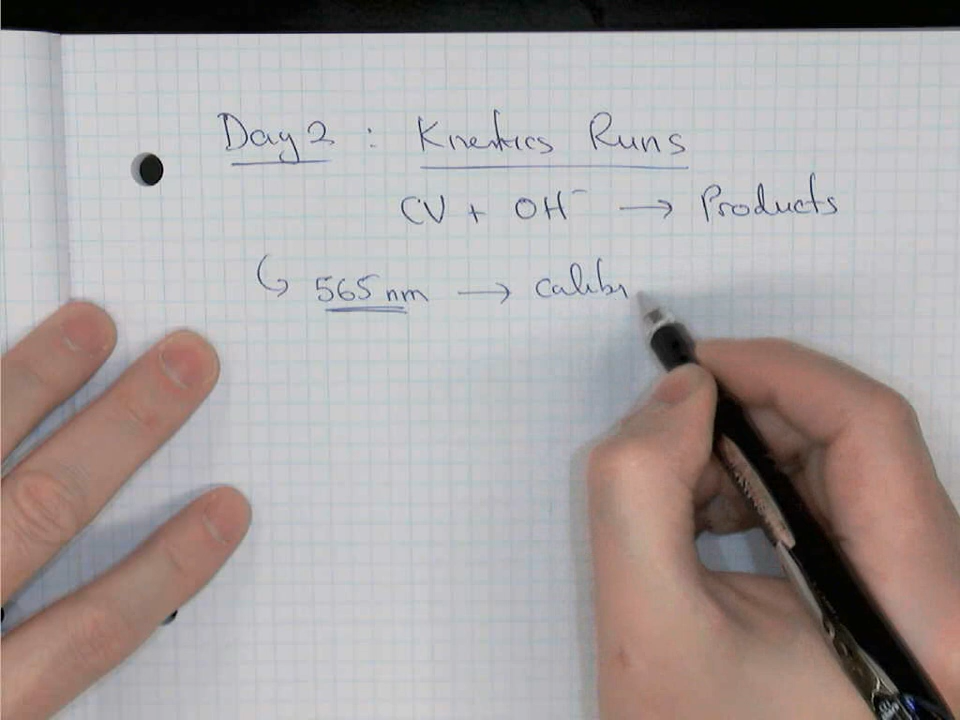 Day 2 : Kinetics Runs
CV + OH⁻ → Products
↳ 565 nm → calibr